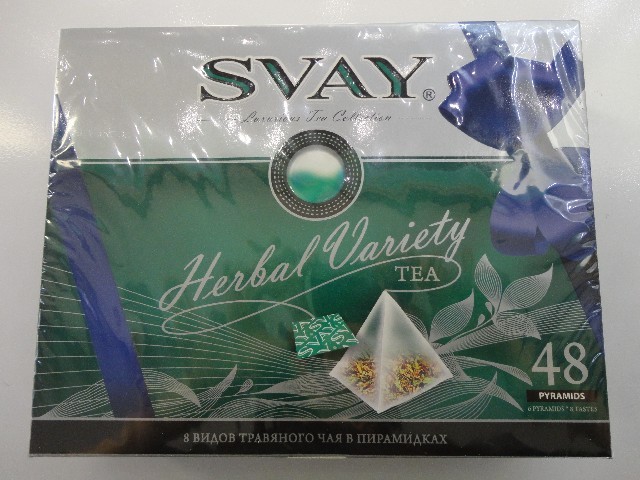 SVAY®
Luxurious Tea Collection
Herbal Variety
TEA
48
PYRAMIDS
6 PYRAMIDS * 8 TASTES
8 ВИДОВ ТРАВЯНОГО ЧАЯ В ПИРАМИДКАХ